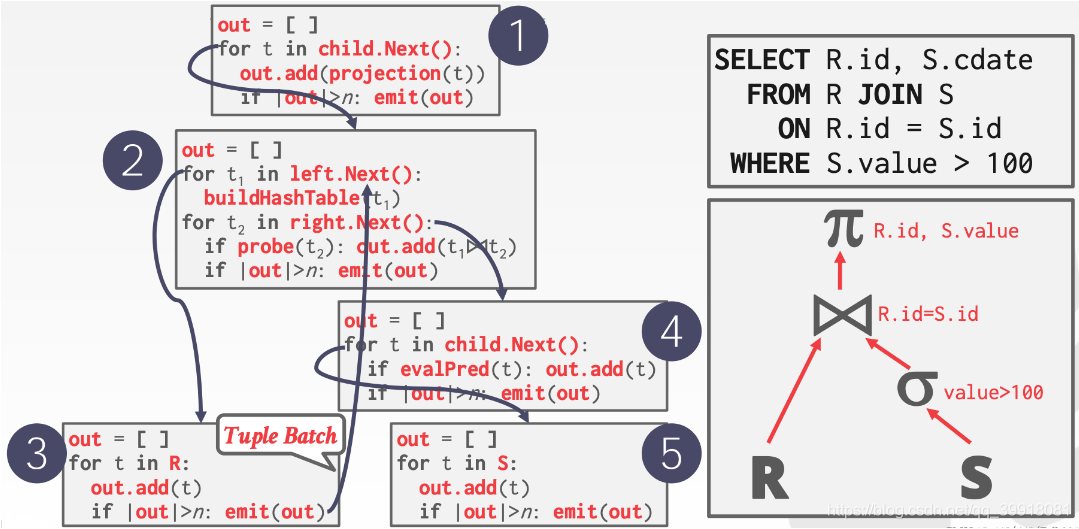 1
out = [ ]
for t in child.Next():
out.add(projection(t))
if |out|>n: emit(out)
2
out = [ ]
for t1 in left.Next():
buildHashTable(t1)
for t2 in right.Next():
if probe(t2): out.add(t1⋈t2)
if |out|>n: emit(out)
3
out = [ ]
for t in R:
out.add(t)
if |out|>n: emit(out)
Tuple Batch
4
out = [ ]
for t in child.Next():
if evalPred(t): out.add(t)
if |out|>n: emit(out)
5
out = [ ]
for t in S:
out.add(t)
if |out|>n: emit(out)
SELECT R.id, S.cdate
FROM R JOIN S
ON R.id = S.id
WHERE S.value > 100
π R.id, S.value
⋈ R.id=S.id
σ value>100
R S
https://blog.csdn.net/qq_39918081